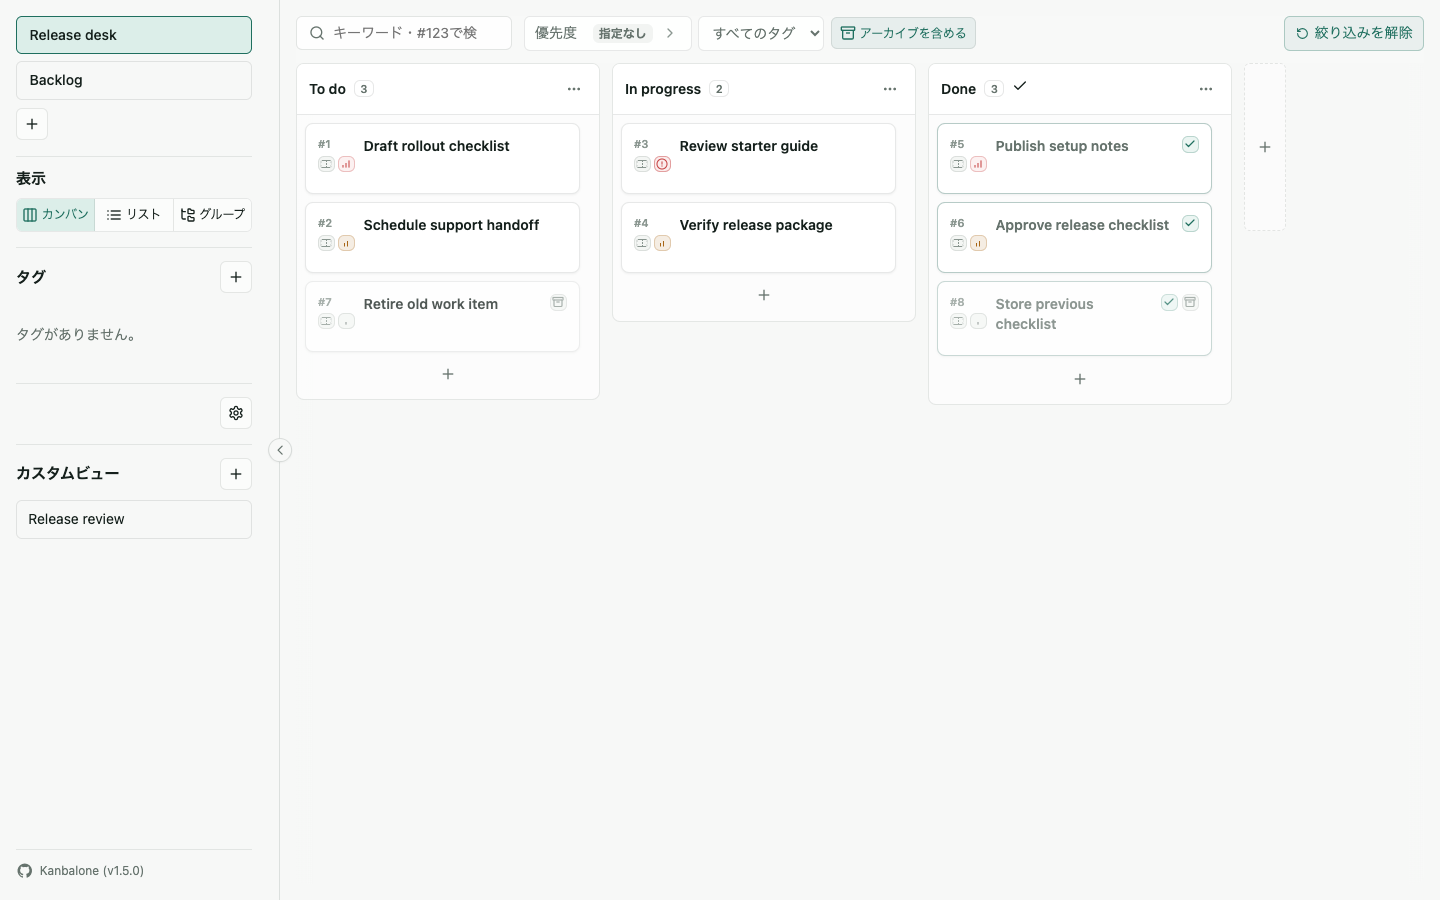 Release desk
Backlog
表示
カンバン リスト グループ
タグ
タグがありません。
カスタムビュー
Release review
Kanbalone (v1.5.0)
キーワード・#123で検
優先度 指定なし
すべてのタグ
アーカイブを含める
絞り込みを解除
To do 3
#1 Draft rollout checklist
#2 Schedule support handoff
#7 Retire old work item
In progress 2
#3 Review starter guide
#4 Verify release package
Done 3
#5 Publish setup notes
#6 Approve release checklist
#8 Store previous
checklist